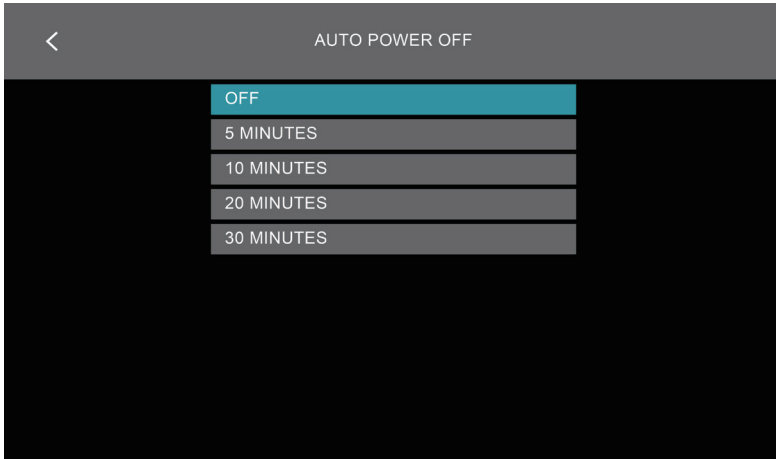 AUTO POWER OFF
OFF
5 MINUTES
10 MINUTES
20 MINUTES
30 MINUTES